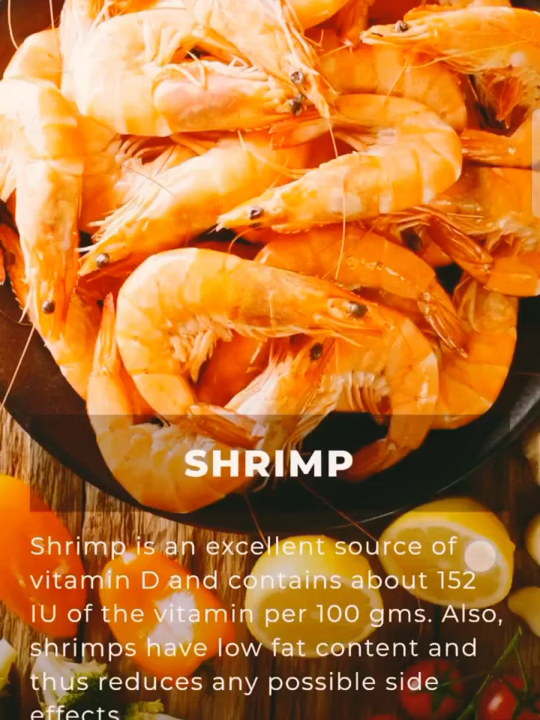 SHRIMP
Shrimp is an excellent source of
vitamin D and contains about 152
IU of the vitamin per 100 gms. Also,
shrimps have low fat content and
thus reduces any possible side
effects